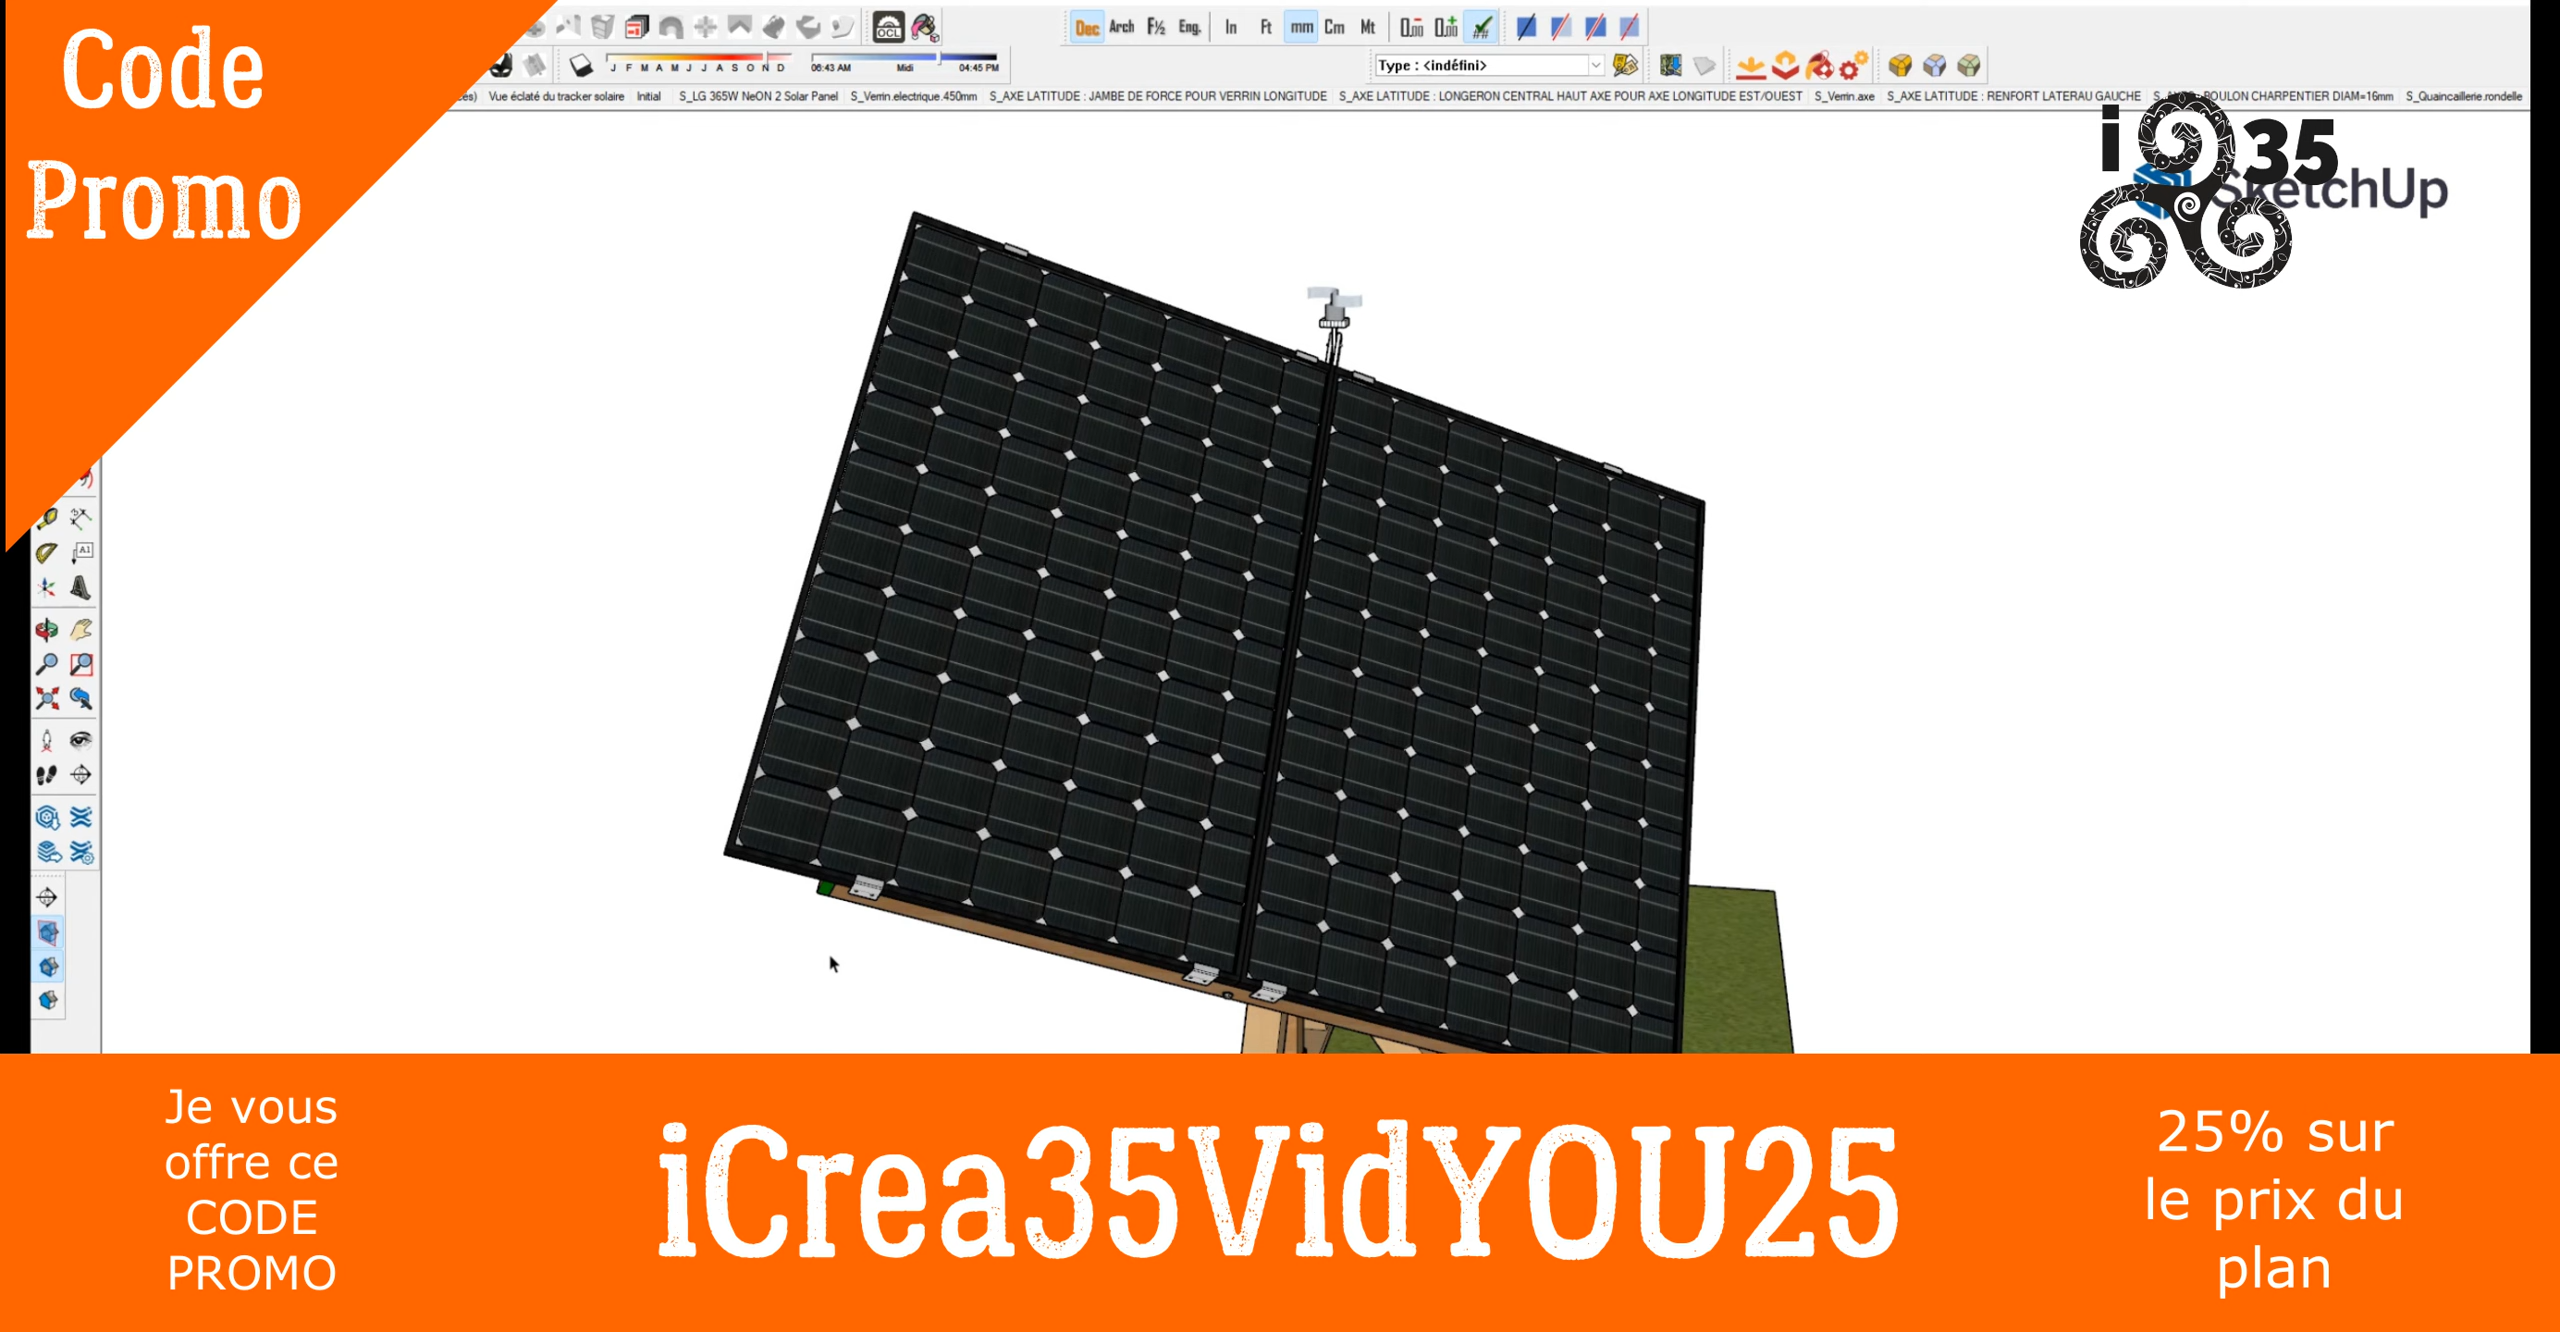 Code
Promo
OCL
Dec Arch F½ Eng. In Ft mm Cm Mt
J F M A M J J A S O N D 06:43 AM Midi 04:45 PM
Type : <indéfini>
Vue éclaté du tracker solaire Initial S_LG 365W NeON 2 Solar Panel S_Verrin.electrique.450mm S_AXE LATITUDE : JAMBE DE FORCE POUR VERRIN LONGITUDE S_AXE LATITUDE : LONGERON CENTRAL HAUT AXE POUR AXE LONGITUDE EST/OUEST S_Verrin.axe S_AXE LATITUDE : RENFORT LATERAU GAUCHE BOULON CHARPENTIER DIAM=16mm S_Quaincaillerie.rondelle
i 35
SketchUp
A1
Je vous
offre ce
CODE
PROMO
iCrea35VidYOU25
25% sur
le prix du
plan